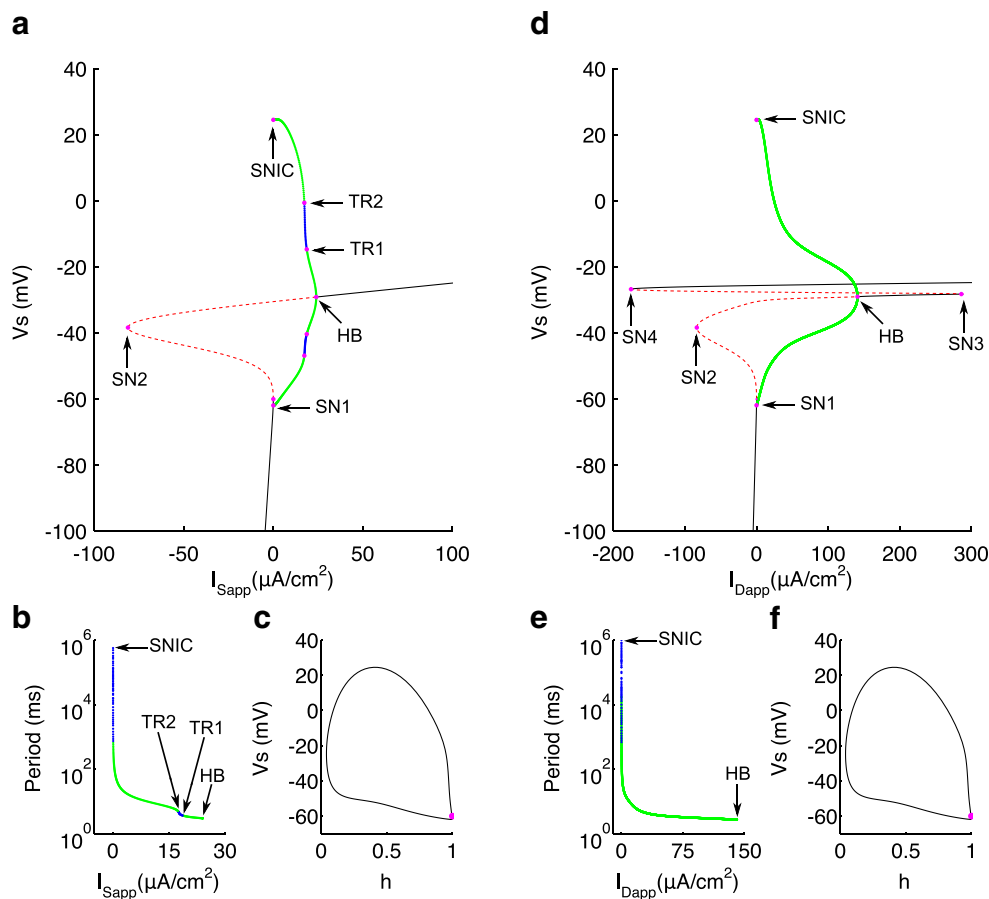 a
40
20
0
-20
-40
-60
-80
-100
Vs (mV)
SNIC
TR2
TR1
HB
SN2
SN1
-100 -50 0 50 100
I_Sapp(μA/cm²)
d
40
20
0
-20
-40
-60
-80
-100
Vs (mV)
SNIC
SN4
HB
SN3
SN2
SN1
-200 -100 0 100 200 300
I_Dapp(μA/cm²)
b
10⁶
10⁴
10²
10⁰
Period (ms)
SNIC
TR2
TR1
HB
0 15 30
I_Sapp(μA/cm²)
c
40
20
0
-20
-40
-60
Vs (mV)
0 0.5 1
h
e
10⁶
10⁴
10²
10⁰
Period (ms)
SNIC
HB
0 75 150
I_Dapp(μA/cm²)
f
40
20
0
-20
-40
-60
Vs (mV)
0 0.5 1
h